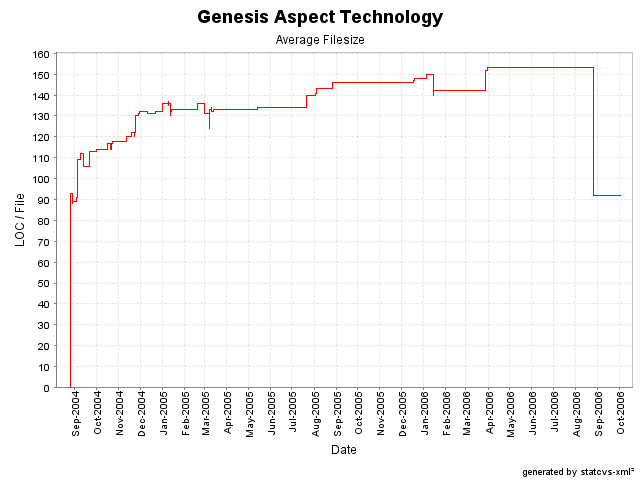 Genesis Aspect Technology
Average Filesize
160
150
140
130
120
110
100
90
80
70
60
50
40
30
20
10
0
LOC / File
Sep-2004
Oct-2004
Nov-2004
Dec-2004
Jan-2005
Feb-2005
Mar-2005
Apr-2005
May-2005
Jun-2005
Jul-2005
Aug-2005
Sep-2005
Oct-2005
Nov-2005
Dec-2005
Jan-2006
Feb-2006
Mar-2006
Apr-2006
May-2006
Jun-2006
Jul-2006
Aug-2006
Sep-2006
Oct-2006
Date
generated by statcvs-xml²